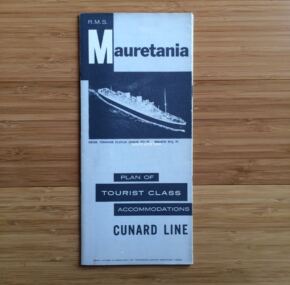 R.M.S.
Mauretania
PLAN OF
TOURIST CLASS
ACCOMMODATIONS
CUNARD LINE